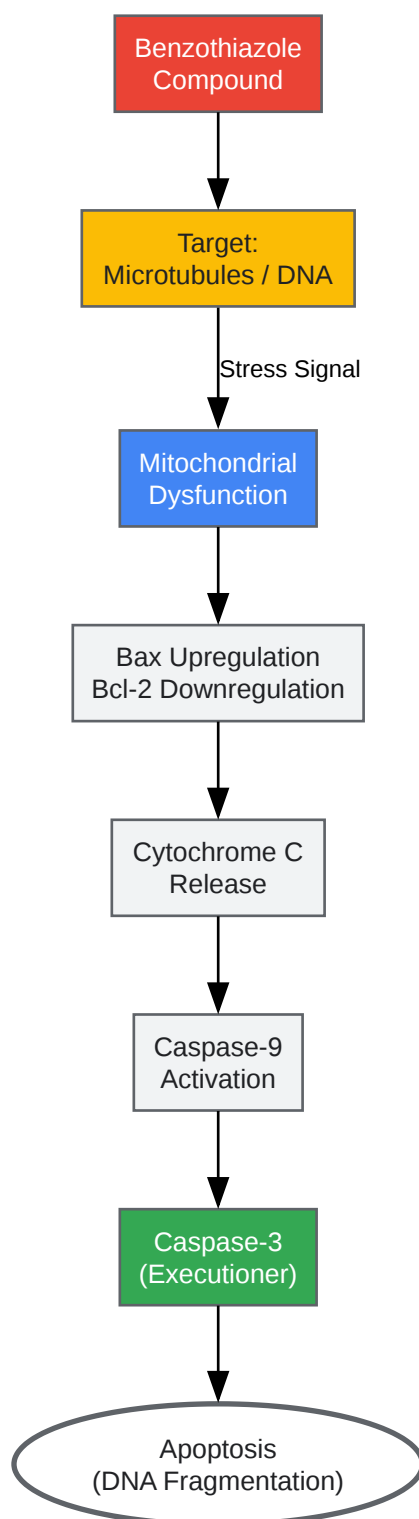 Benzothiazole
Compound
Target:
Microtubules / DNA
Stress Signal
Mitochondrial
Dysfunction
Bax Upregulation
Bcl-2 Downregulation
Cytochrome C
Release
Caspase-9
Activation
Caspase-3
(Executioner)
Apoptosis
(DNA Fragmentation)